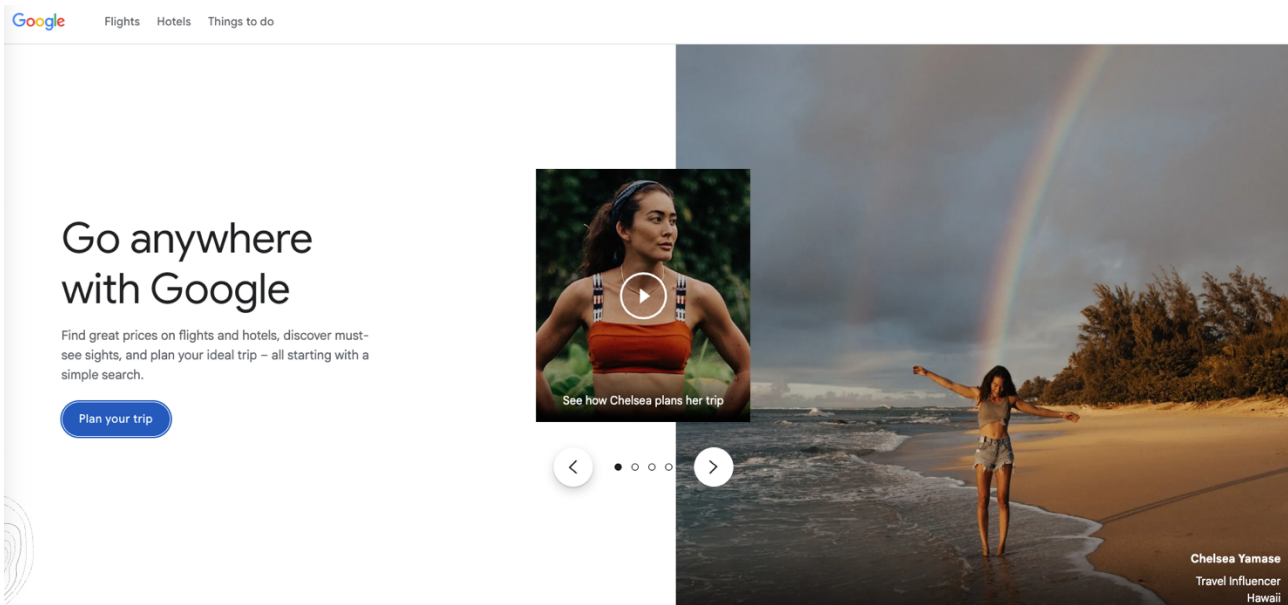 Google
Flights
Hotels
Things to do
Go anywhere
with Google
Find great prices on flights and hotels, discover must-
see sights, and plan your ideal trip – all starting with a
simple search.
Plan your trip
See how Chelsea plans her trip
Chelsea Yamase
Travel Influencer
Hawaii